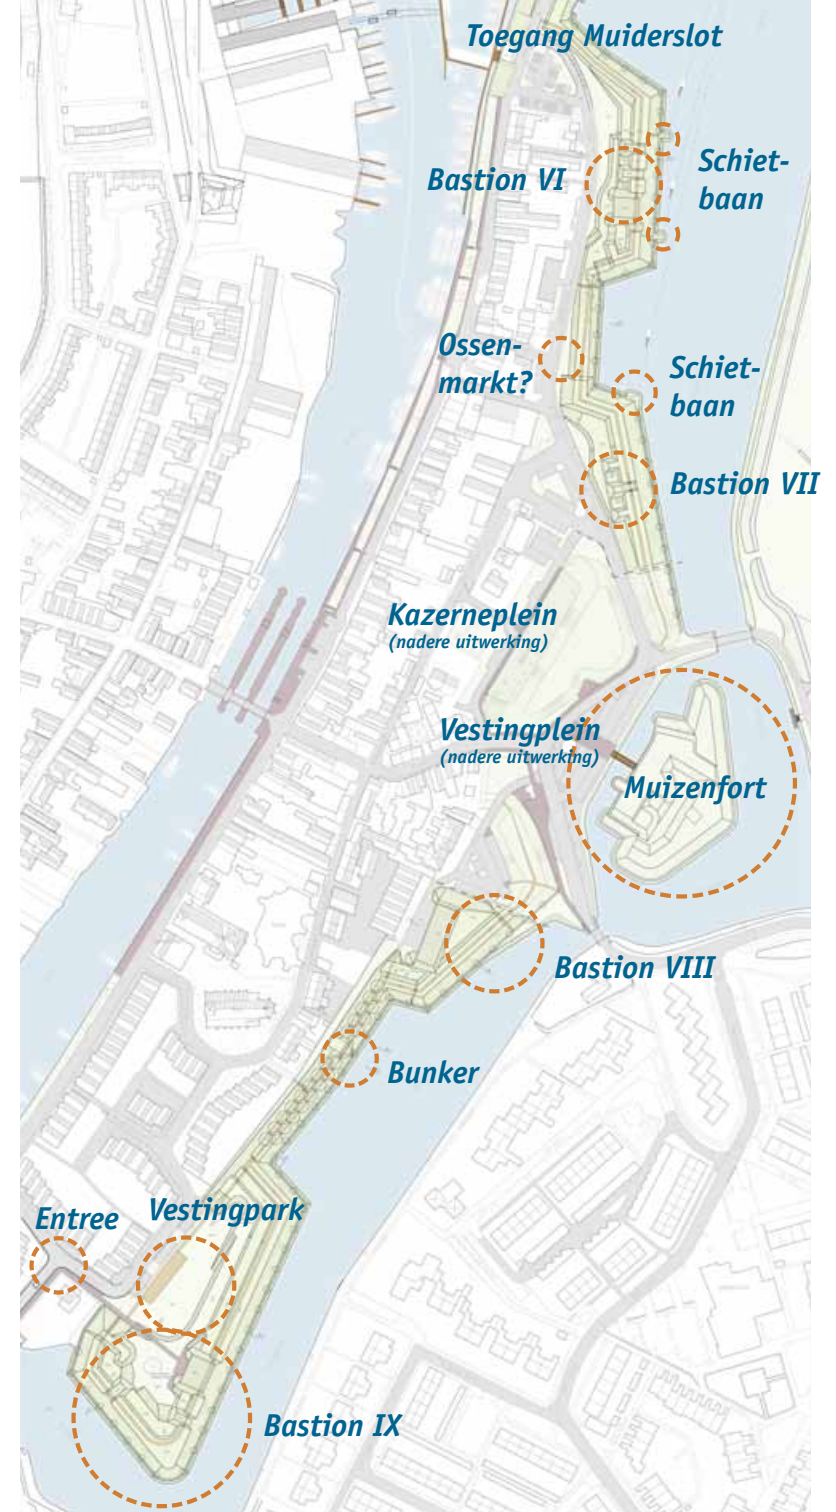 Toegang Muiderslot
Schiet-
baan
Bastion VI
Ossen-
markt?
Schiet-
baan
Bastion VII
Kazerneplein
(nadere uitwerking)
Vestingplein
(nadere uitwerking)
Muizenfort
Bastion VIII
Bunker
Vestingpark
Entree
Bastion IX